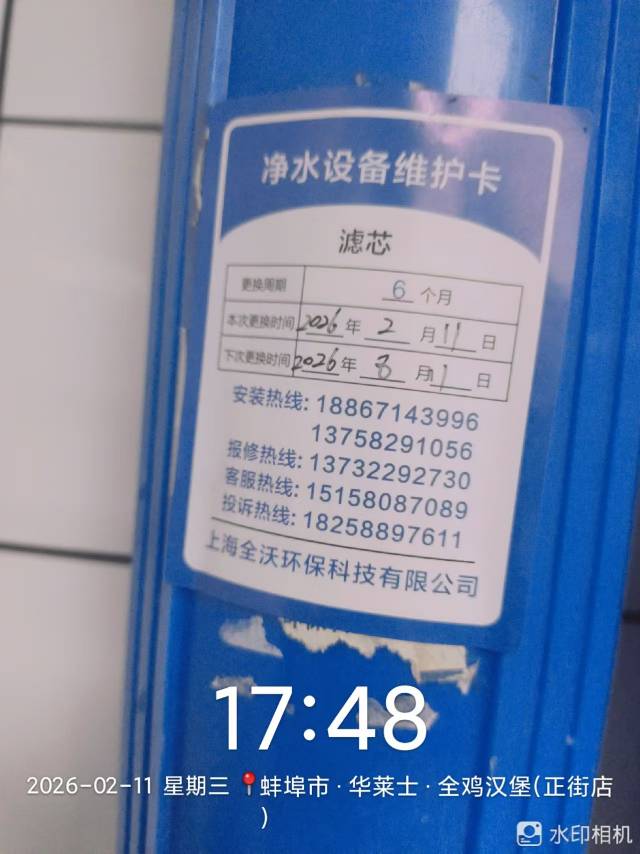 净水设备维护卡
滤芯
更换周期 6 个月
本次更换时间 2026 年 2 月 11 日
下次更换时间 2026 年 8 月 11 日
安装热线: 18867143996
13758291056
报修热线: 13732292730
客服热线: 15158087089
投诉热线: 18258897611
上海全沃环保科技有限公司
17:48
2026-02-11 星期三 📍蚌埠市 · 华莱士 · 全鸡汉堡(正街店
)
水印相机